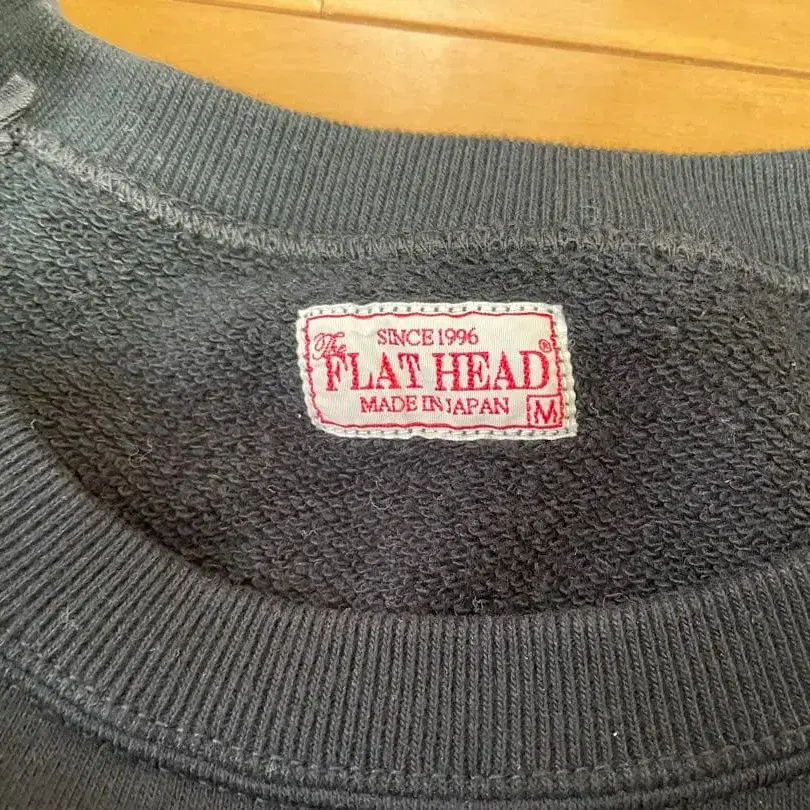 SINCE 1996
The
FLAT HEAD®
MADE IN JAPAN
M